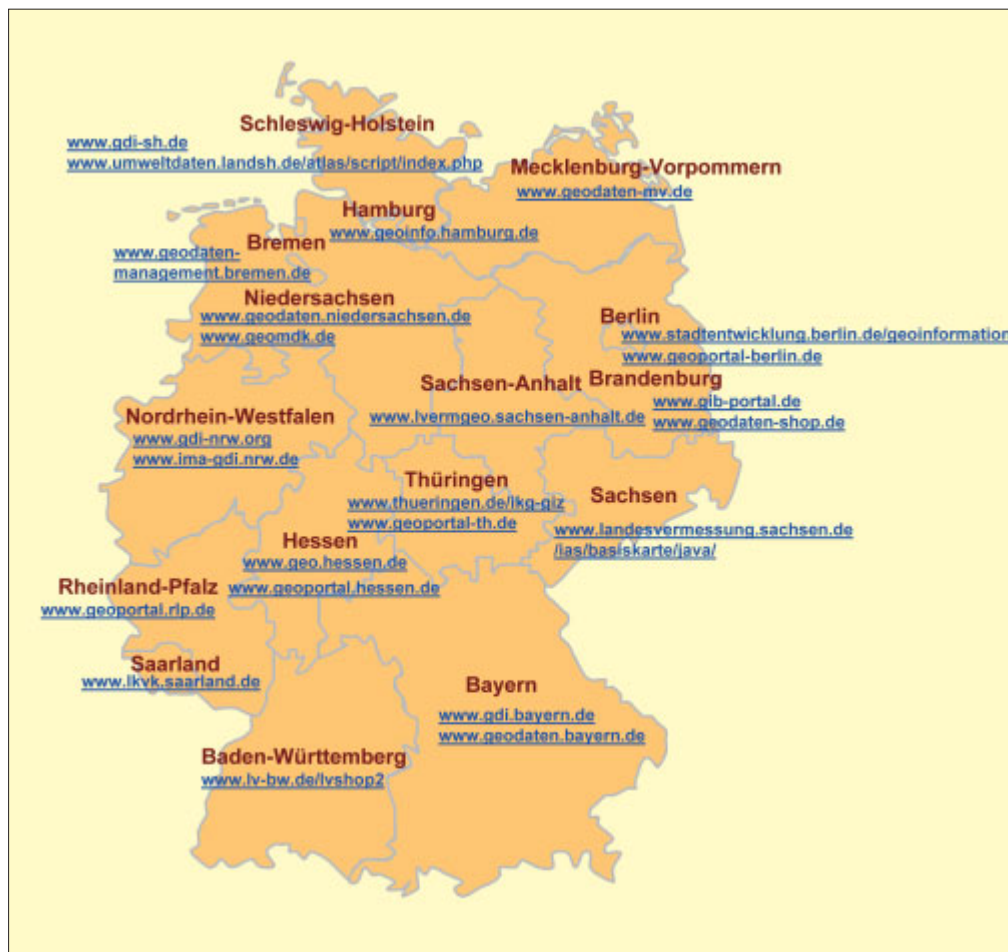 Schleswig-Holstein
www.gdi-sh.de
www.umweltdaten.landsh.de/atlas/script/index.php
Mecklenburg-Vorpommern
www.geodaten-mv.de
Hamburg
www.geoinfo.hamburg.de
Bremen
www.geodaten-
management.bremen.de
Niedersachsen
www.geodaten.niedersachsen.de
www.geomdk.de
Berlin
www.stadtentwicklung.berlin.de/geoinformation
www.geoportal-berlin.de
Sachsen-Anhalt
www.lvermgeo.sachsen-anhalt.de
Brandenburg
www.gib-portal.de
www.geodaten-shop.de
Nordrhein-Westfalen
www.gdi-nrw.org
www.ima-gdi.nrw.de
Thüringen
www.thueringen.de/lkg-giz
www.geoportal-th.de
Sachsen
www.landesvermessung.sachsen.de
/ias/basiskarte/java/
Hessen
www.geo.hessen.de
www.geoportal.hessen.de
Rheinland-Pfalz
www.geoportal.rlp.de
Saarland
www.lkvk.saarland.de
Bayern
www.gdi.bayern.de
www.geodaten.bayern.de
Baden-Württemberg
www.lv-bw.de/lvshop2